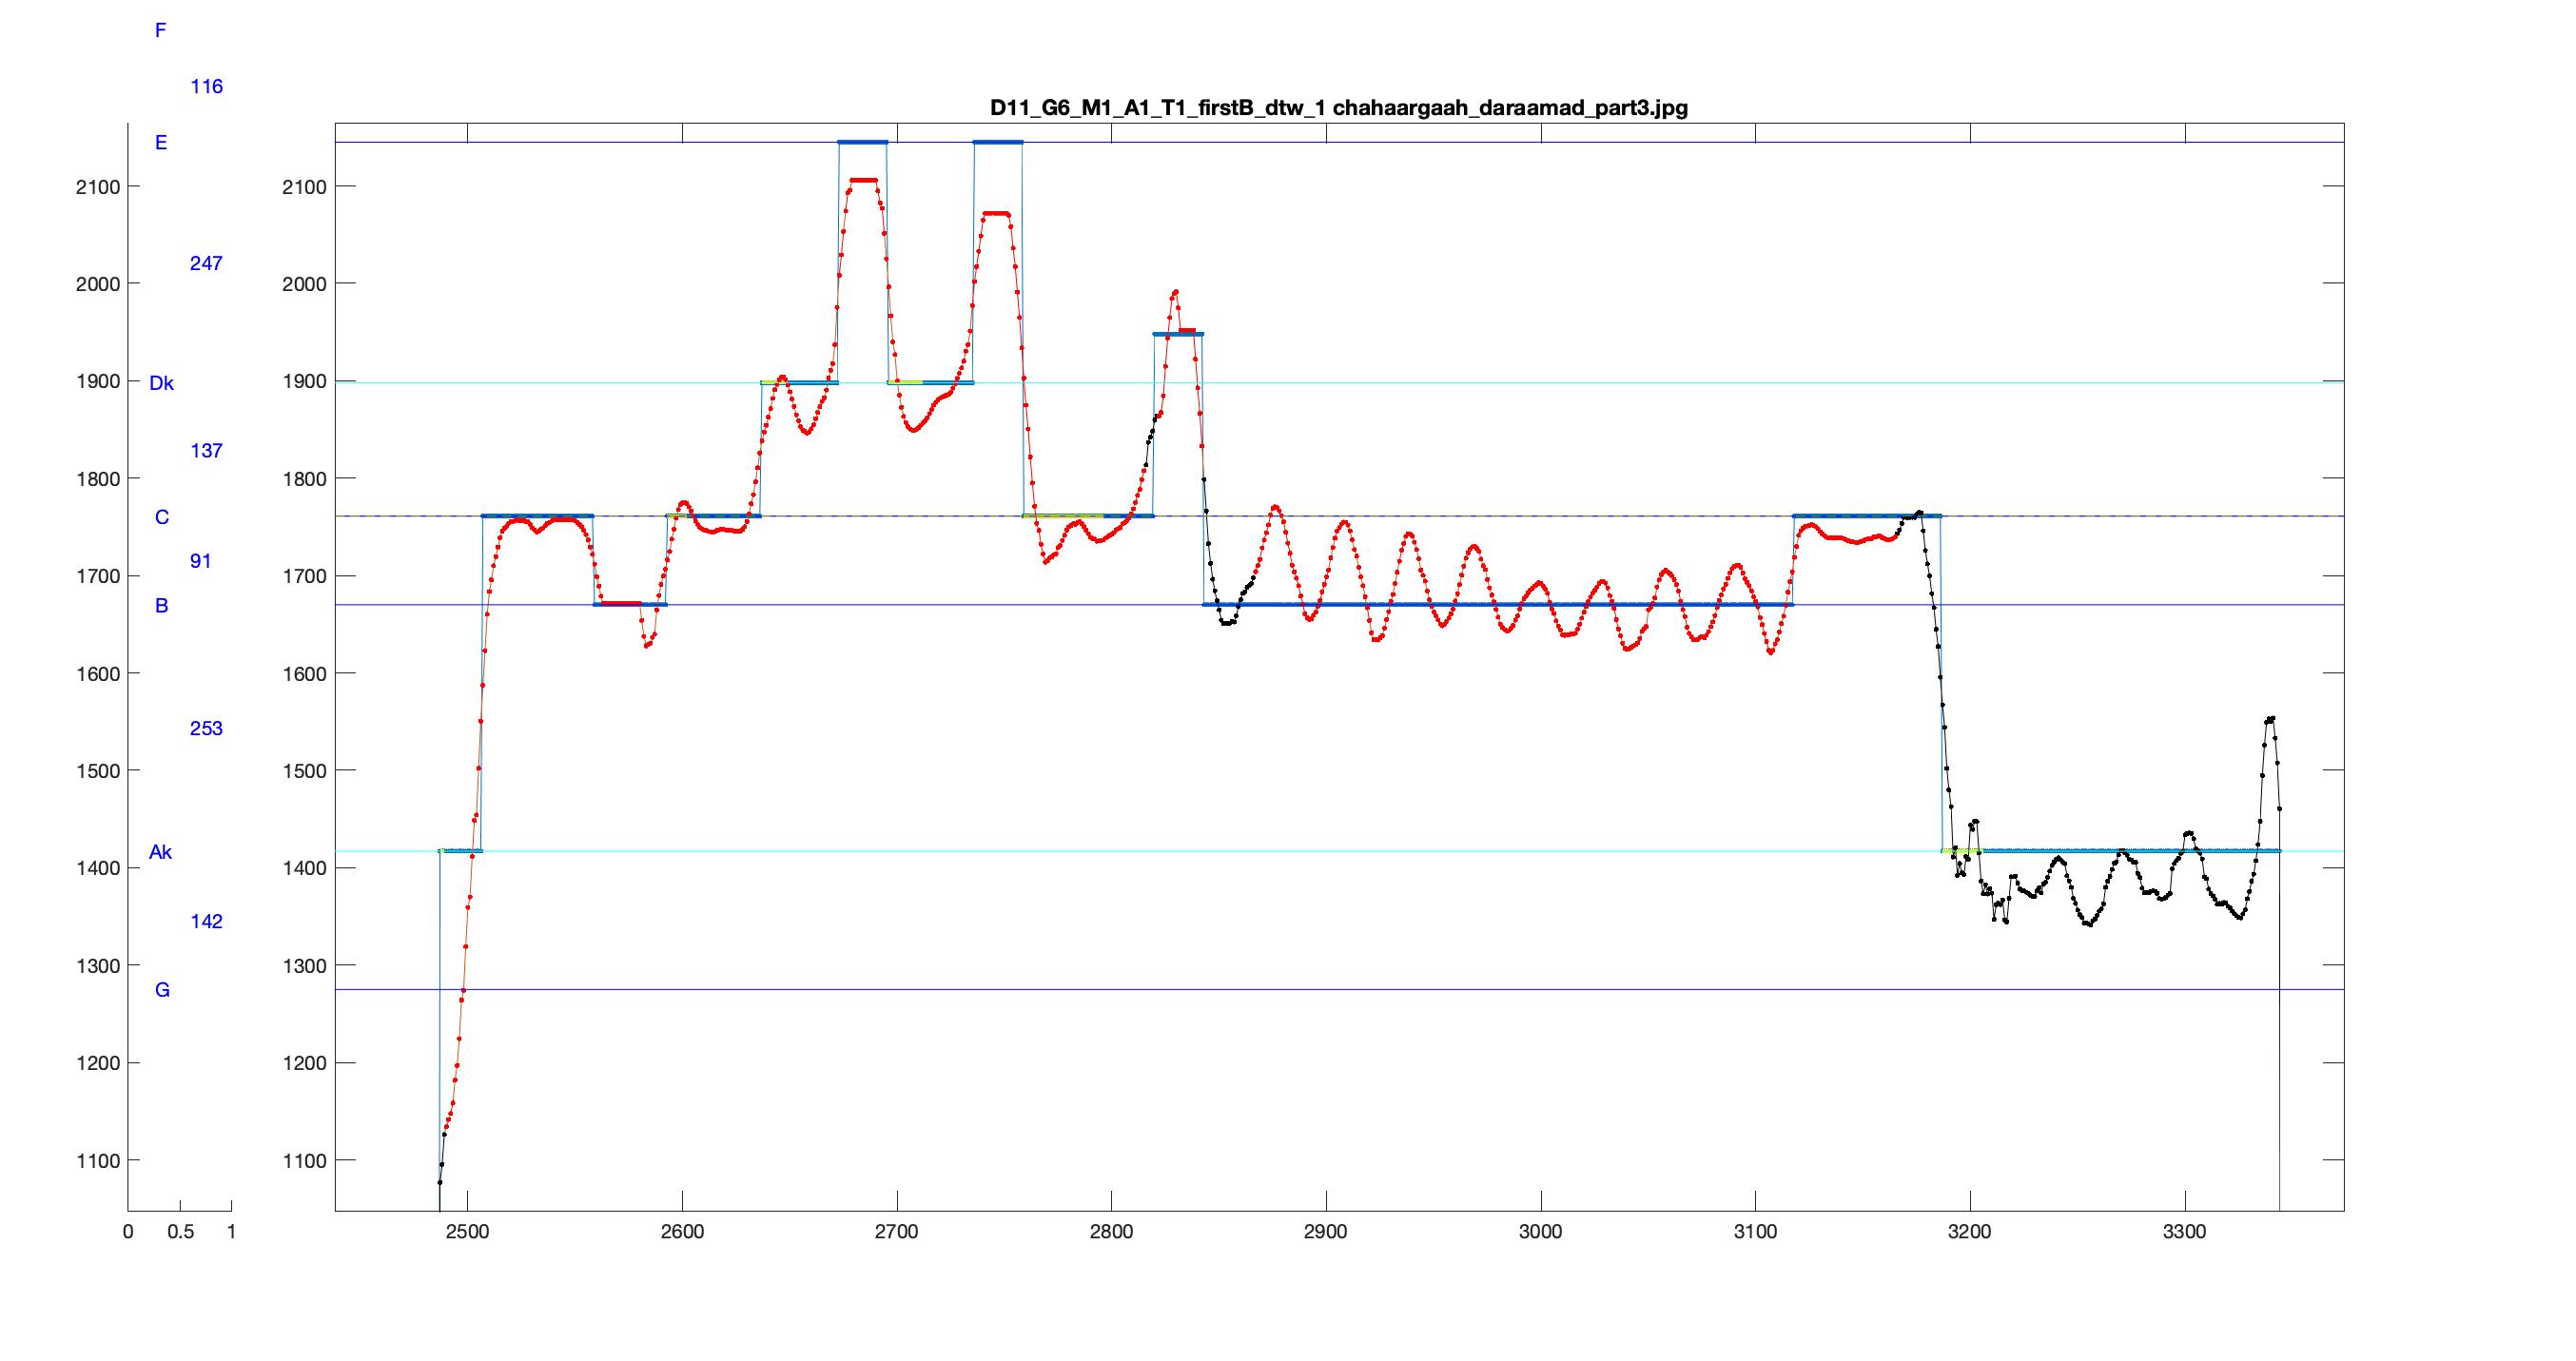 F
116
D11_G6_M1_A1_T1_firstB_dtw_1 chahaargaah_daraamad_part3.jpg
E
2100 2100
247
2000 2000
1900 Dk 1900
137
1800 1800
C
91
1700 1700
B
1600 1600
253
1500 1500
Ak
1400 1400
142
1300 1300
G
1200 1200
1100 1100
0 0.5 1 2500 2600 2700 2800 2900 3000 3100 3200 3300